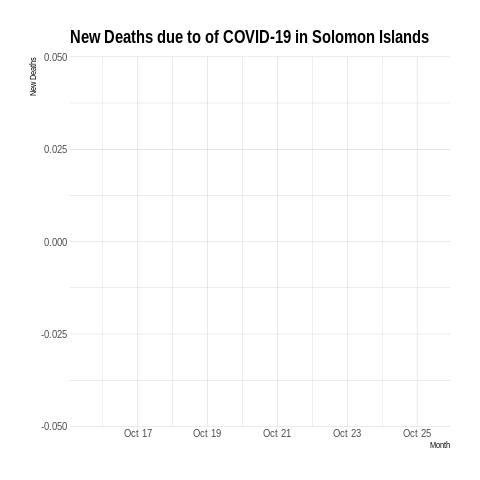 New Deaths due to of COVID-19 in Solomon Islands
New Deaths
0.050
0.025
0.000
-0.025
-0.050
Oct 17 Oct 19 Oct 21 Oct 23 Oct 25
Month